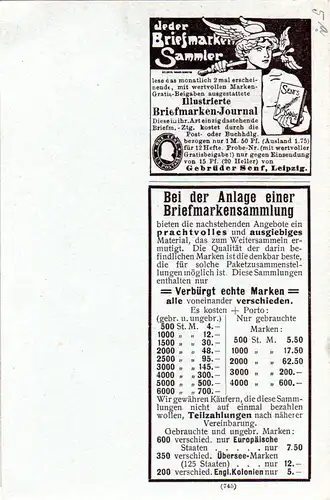 Jeder
Briefmarken
Sammler
lese das monatlich 2 mal erschei-
nende, mit wertvollen Marken-
Gratis-Beigaben ausgestattete
Illustrierte
Briefmarken-Journal
Diese in ihr. Art einzig dastehende
Briefm.-Ztg. kostet durch die
Post- oder Buchhdlg.
bezogen nur 1 M. 50 Pf. (Ausland 1.75)
für 12 Hefte. Probe-Nr. (mit wertvoller
Gratisbeigabe!) nur gegen Einsendung
von 15 Pf. (20 Heller) von
Gebrüder Senf, Leipzig.
Bei der Anlage einer
Briefmarkensammlung
bieten die nachstehenden Angebote ein
prachtvolles und ausgiebiges
Material, das zum Weitersammeln er-
mutigt. Die Qualität der darin be-
findlichen Marken ist die denkbar beste,
die für solche Paketzusammenstel-
lungen möglich ist. Diese Sammlungen
enthalten nur
Verbürgt echte Marken
alle voneinander verschieden.
Es kosten + Porto:
(gebr. u. ungebr.)
500 St. M. 4.—
1000 „ „ 12.—
1500 „ „ 30.—
2000 „ „ 48.—
2500 „ „ 95.—
3000 „ „ 145.—
4000 „ „ 300.—
5000 „ „ 500.—
6000 „ „ 700.—
Nur gebrauchte
Marken:
500 St. M. 5.50
1000 „ „ 17.50
2000 „ „ 62.50
3000 „ „ 200.—
4000 „ „ 600.—
Wir gewähren Käufern, die diese Samm-
lungen nicht auf einmal bezahlen
wollen, Teilzahlungen nach näherer
Vereinbarung.
Gebrauchte und ungebr. Marken:
600 verschied. nur Europäische
Staaten . . . nur 7.50
350 verschied. Übersee-Marken
(125 Staaten) . . . nur 12.—
200 verschied. Engl. Kolonien nur 5.—
(745)